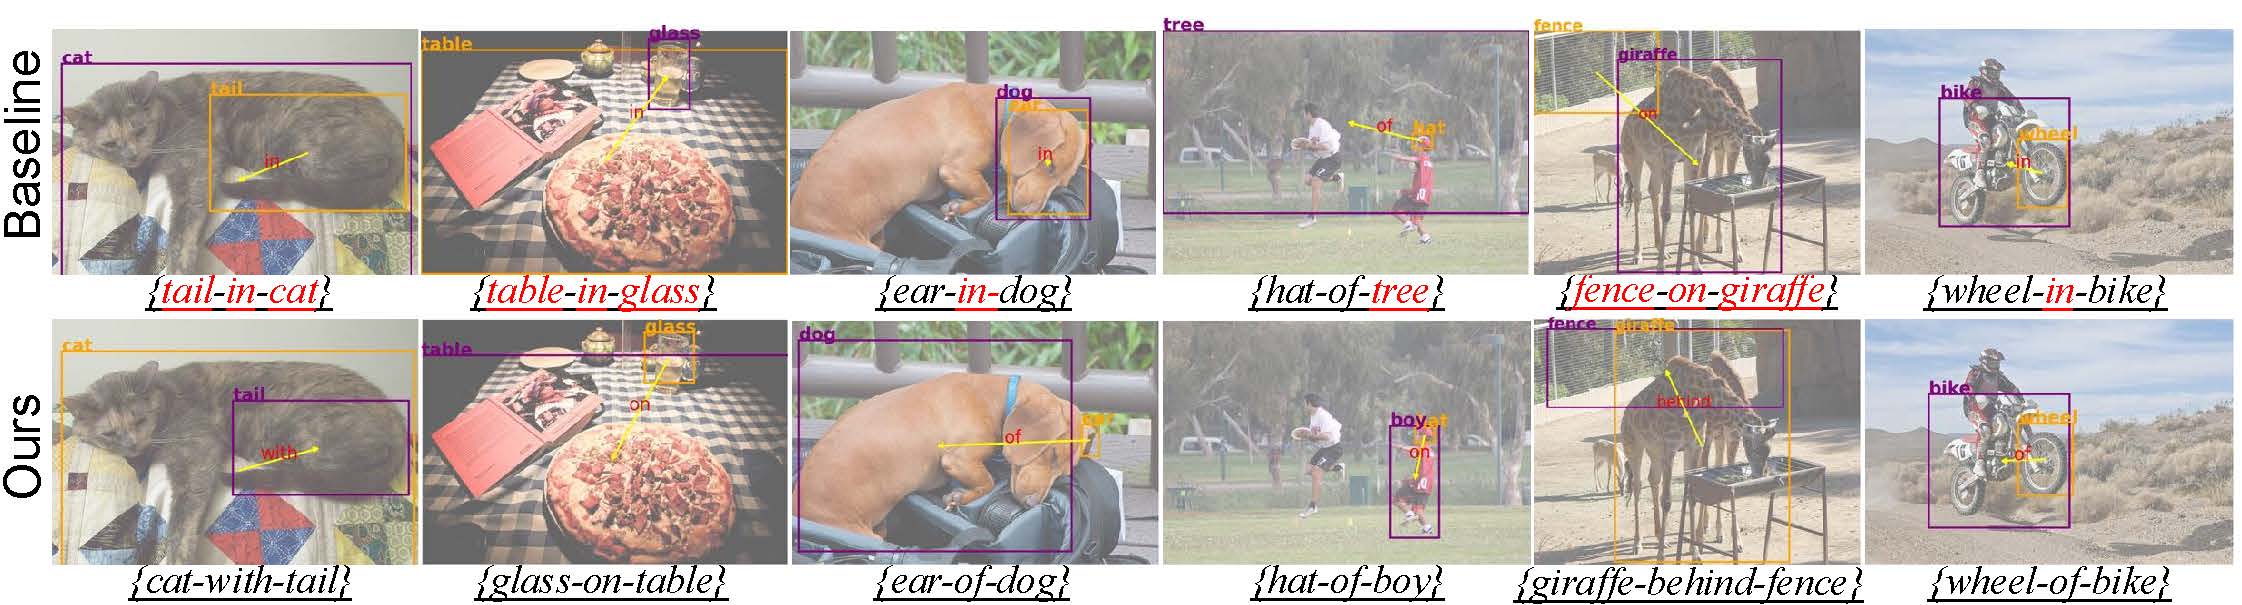 Baseline
cat
tail
in
table
glass
in
dog
ear
in
tree
of
hat
fence
giraffe
on
bike
wheel
in
{tail-in-cat}
{table-in-glass}
{ear-in-dog}
{hat-of-tree}
{fence-on-giraffe}
{wheel-in-bike}
Ours
cat
tail
with
table
glass
on
dog
ear
of
boy
hat
on
fence
giraffe
behind
bike
wheel
of
{cat-with-tail}
{glass-on-table}
{ear-of-dog}
{hat-of-boy}
{giraffe-behind-fence}
{wheel-of-bike}